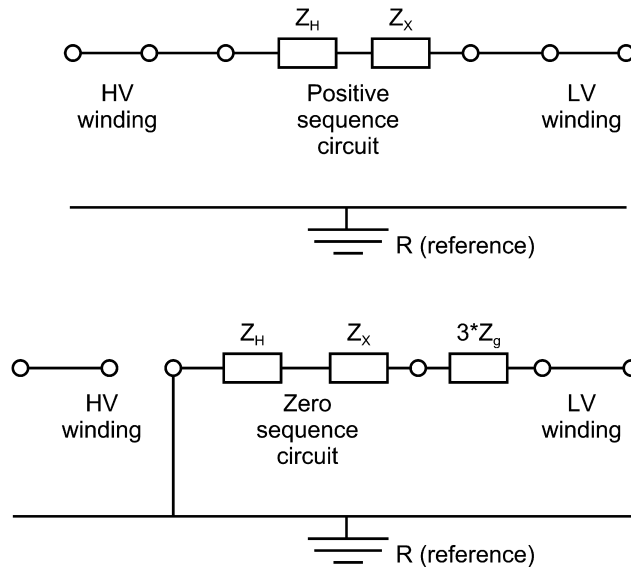 Z_H Z_X
HV
winding
Positive
sequence
circuit
LV
winding
R (reference)
Z_H Z_X 3*Z_g
HV
winding
Zero
sequence
circuit
LV
winding
R (reference)